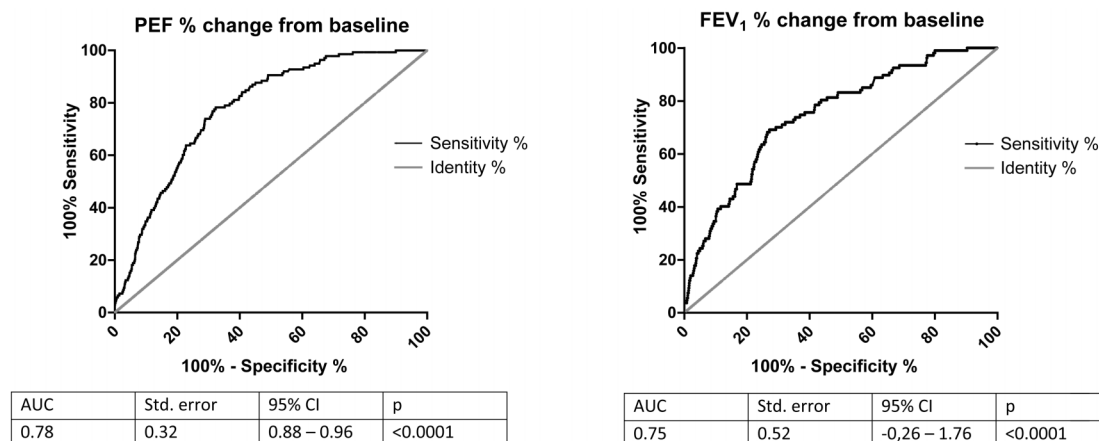 PEF % change from baseline
100% Sensitivity
100
80
60
40
20
0
0 20 40 60 80 100
100% - Specificity %
Sensitivity %
Identity %
AUC Std. error 95% CI p
0.78 0.32 0.88 – 0.96 <0.0001
FEV₁ % change from baseline
100% Sensitivity
100
80
60
40
20
0
0 20 40 60 80 100
100% - Specificity %
Sensitivity %
Identity %
AUC Std. error 95% CI p
0.75 0.52 -0,26 – 1.76 <0.0001